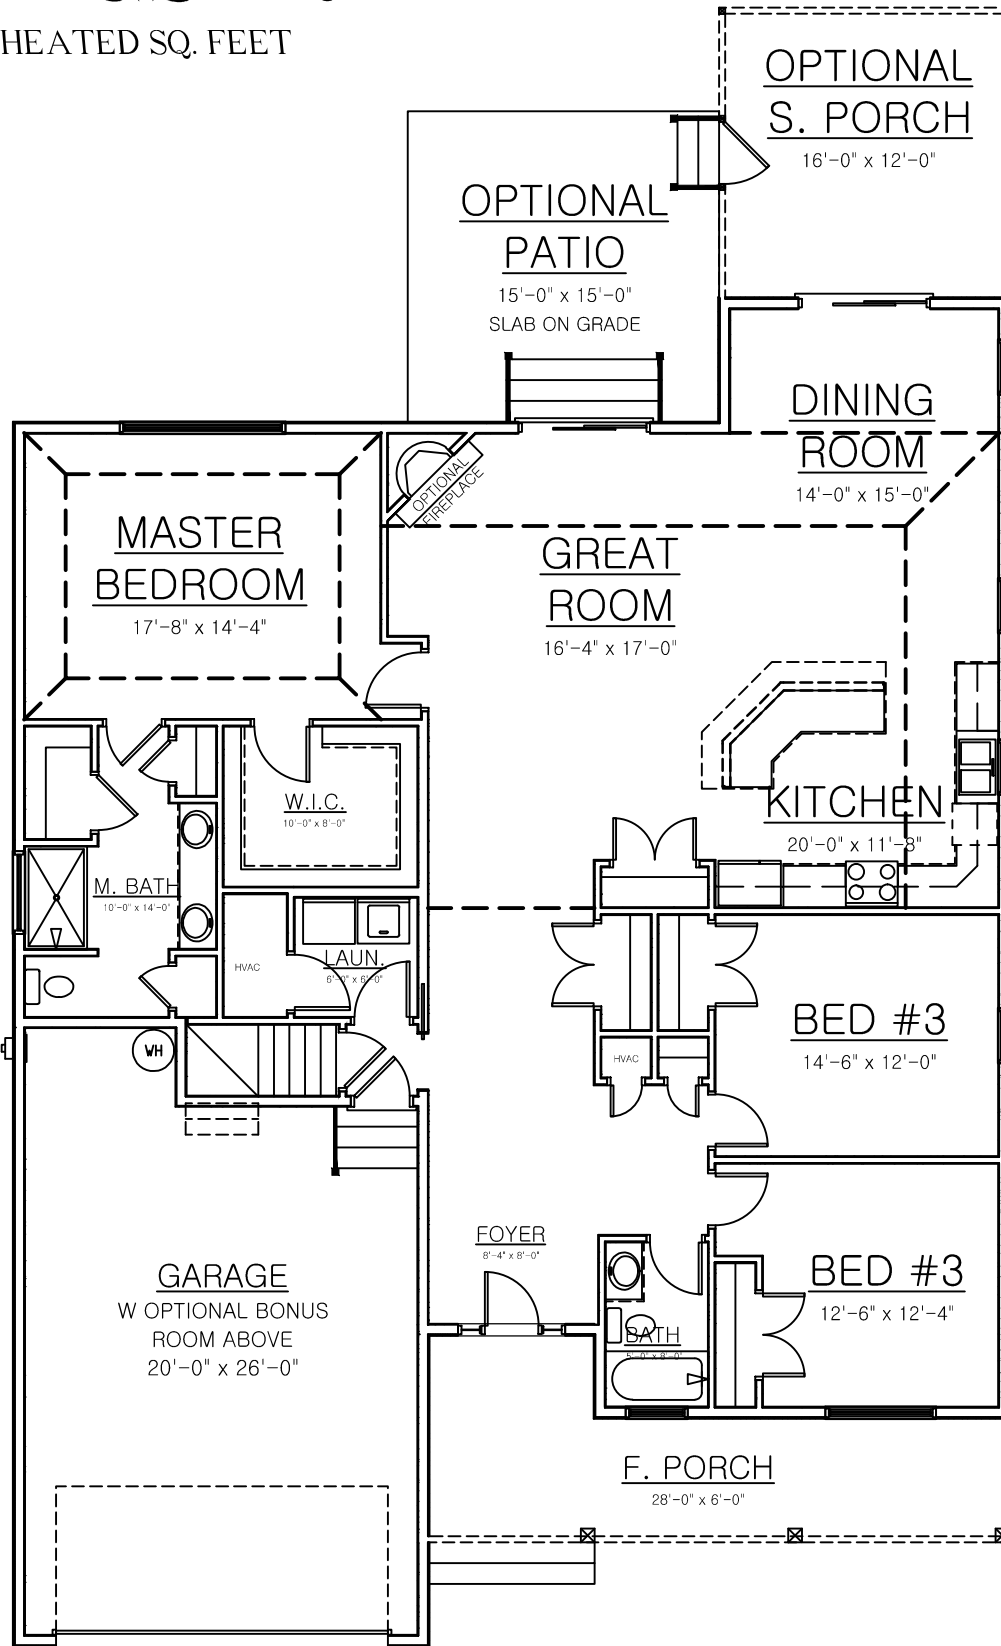 HEATED SQ. FEET
OPTIONAL
S. PORCH
16'-0" x 12'-0"
OPTIONAL
PATIO
15'-0" x 15'-0"
SLAB ON GRADE
DINING
ROOM
14'-0" x 15'-0"
OPTIONAL
FIREPLACE
MASTER
BEDROOM
17'-8" x 14'-4"
GREAT
ROOM
16'-4" x 17'-0"
W.I.C.
10'-0" x 8'-0"
KITCHEN
20'-0" x 11'-8"
M. BATH
10'-0" x 14'-0"
HVAC
LAUN.
6'-0" x 6'-0"
BED #3
14'-6" x 12'-0"
WH
HVAC
FOYER
8'-4" x 8'-0"
GARAGE
W OPTIONAL BONUS
ROOM ABOVE
20'-0" x 26'-0"
BED #3
12'-6" x 12'-4"
BATH
5'-0" x 8'-0"
F. PORCH
28'-0" x 6'-0"